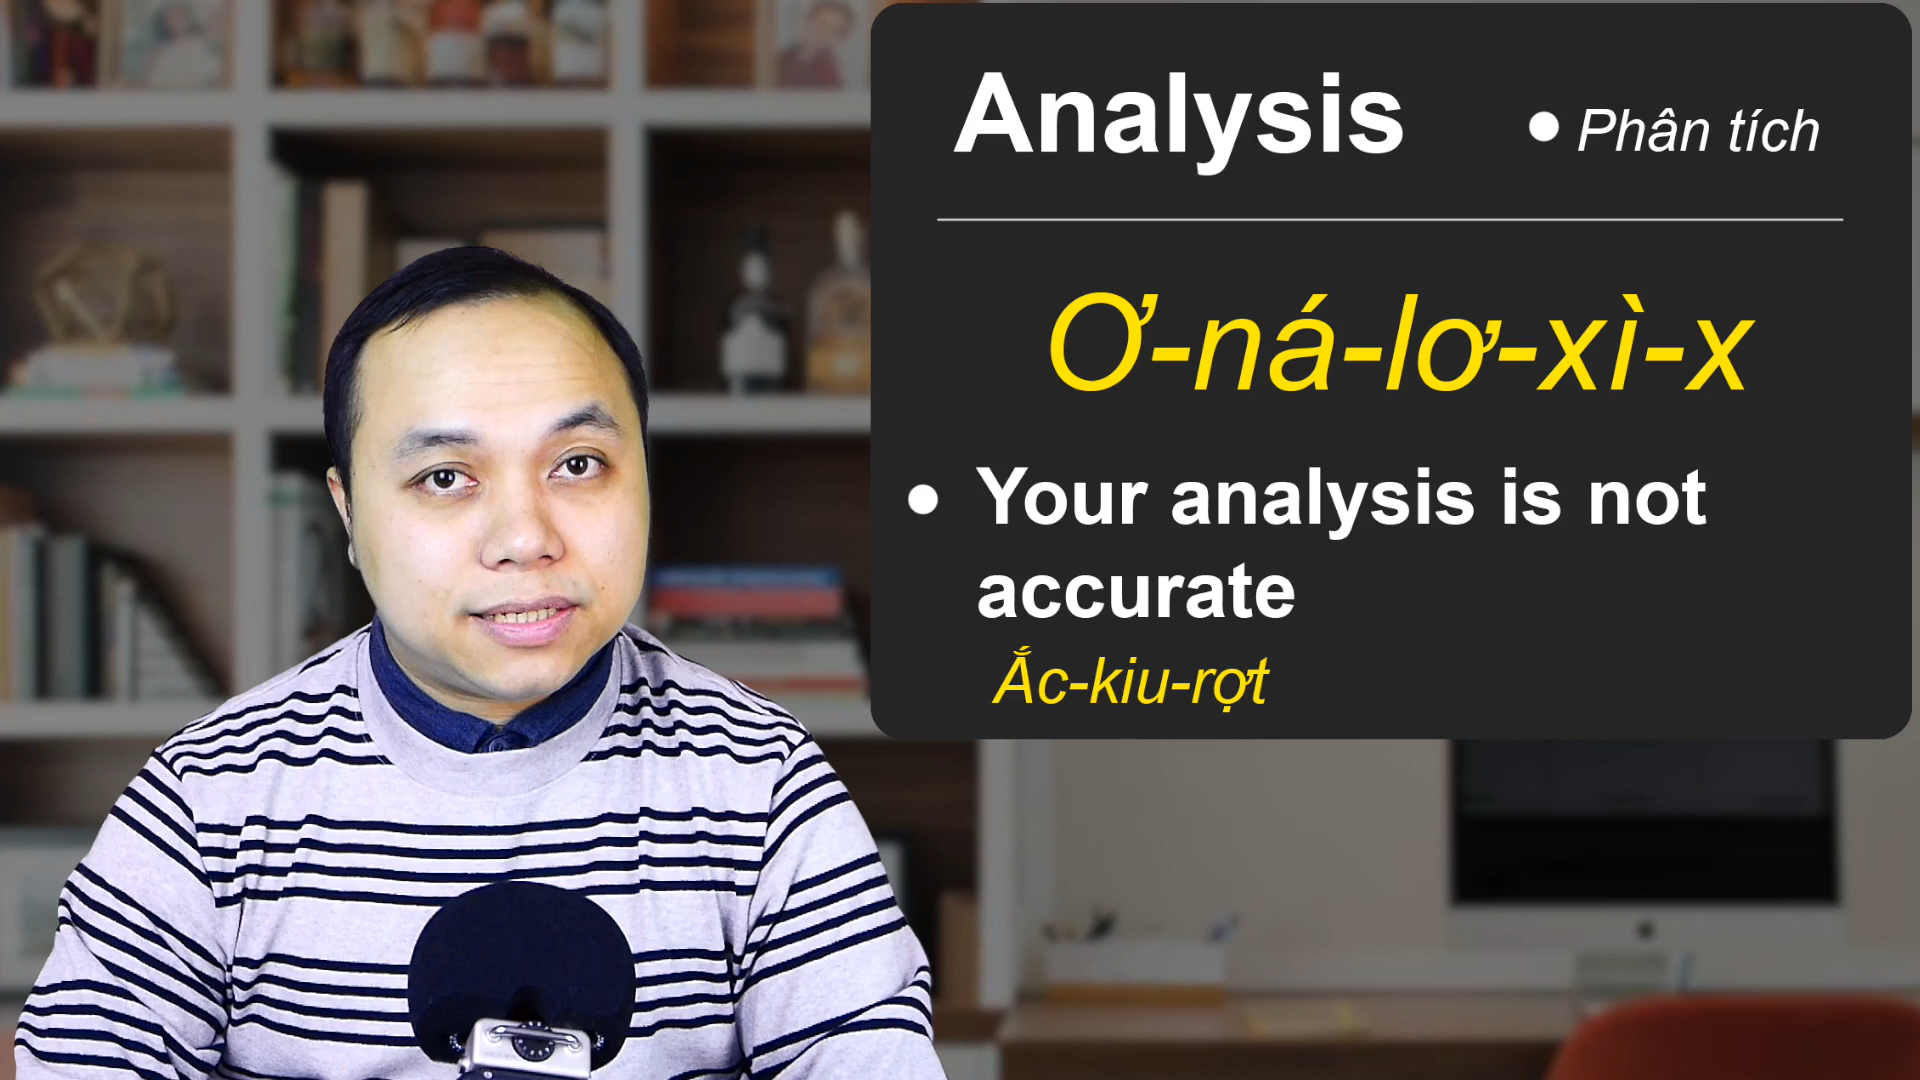 Analysis • Phân tích
Ơ-ná-lơ-xì-x
• Your analysis is not
accurate
Ắc-kiu-rợt